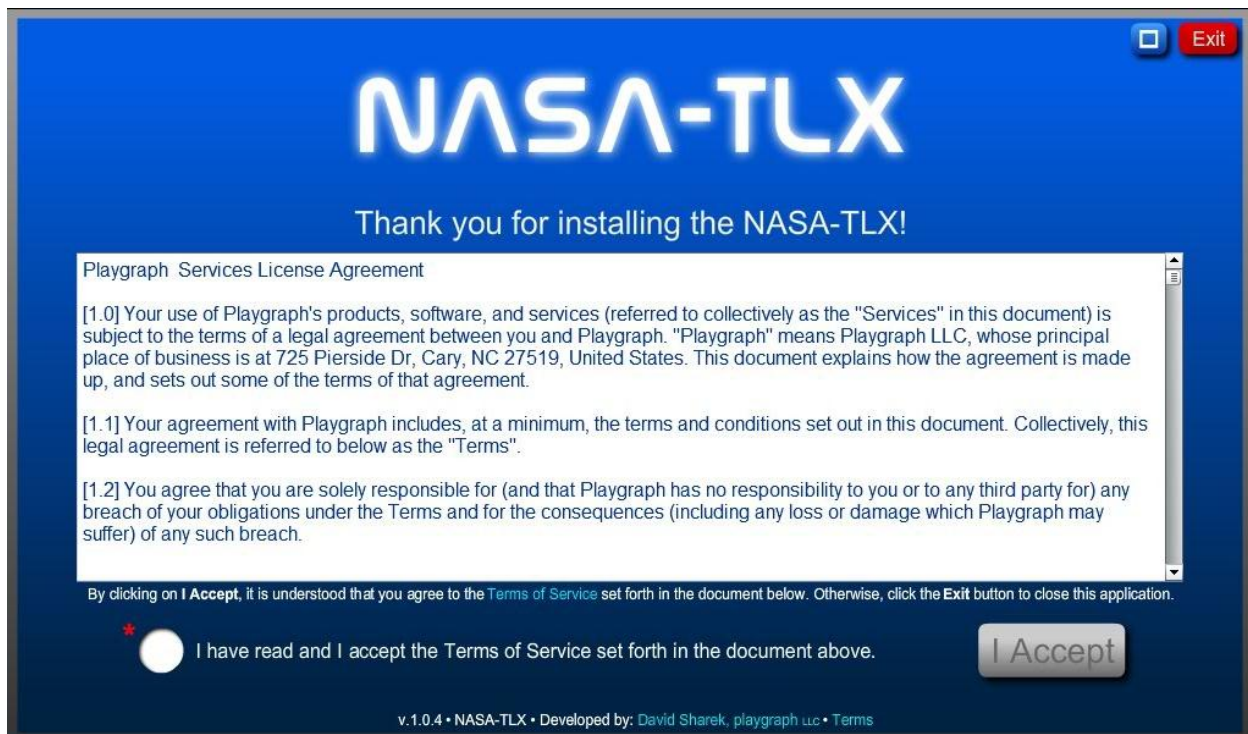 Exit
NASA-TLX
Thank you for installing the NASA-TLX!
Playgraph Services License Agreement
[1.0] Your use of Playgraph's products, software, and services (referred to collectively as the "Services" in this document) is
subject to the terms of a legal agreement between you and Playgraph. "Playgraph" means Playgraph LLC, whose principal
place of business is at 725 Pierside Dr, Cary, NC 27519, United States. This document explains how the agreement is made
up, and sets out some of the terms of that agreement.
[1.1] Your agreement with Playgraph includes, at a minimum, the terms and conditions set out in this document. Collectively, this
legal agreement is referred to below as the "Terms".
[1.2] You agree that you are solely responsible for (and that Playgraph has no responsibility to you or to any third party for) any
breach of your obligations under the Terms and for the consequences (including any loss or damage which Playgraph may
suffer) of any such breach.
By clicking on I Accept, it is understood that you agree to the Terms of Service set forth in the document below. Otherwise, click the Exit button to close this application.
* I have read and I accept the Terms of Service set forth in the document above.
I Accept
v.1.0.4 • NASA-TLX • Developed by: David Sharek, playgraph LLC • Terms